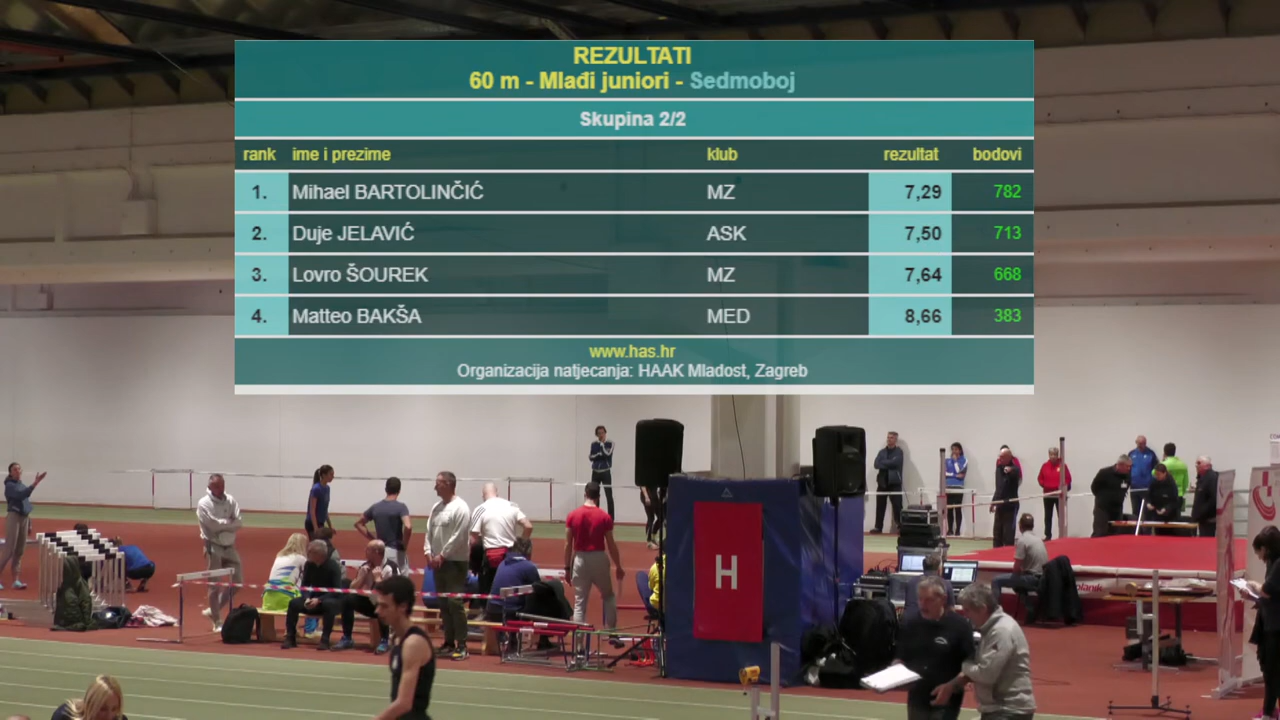 REZULTATI
60 m - Mlađi juniori - Sedmoboj
Skupina 2/2
rank ime i prezime klub rezultat bodovi
1. Mihael BARTOLINČIĆ MZ 7,29 782
2. Duje JELAVIĆ ASK 7,50 713
3. Lovro ŠOUREK MZ 7,64 668
4. Matteo BAKŠA MED 8,66 383
www.has.hr
Organizacija natjecanja: HAAK Mladost, Zagreb
H